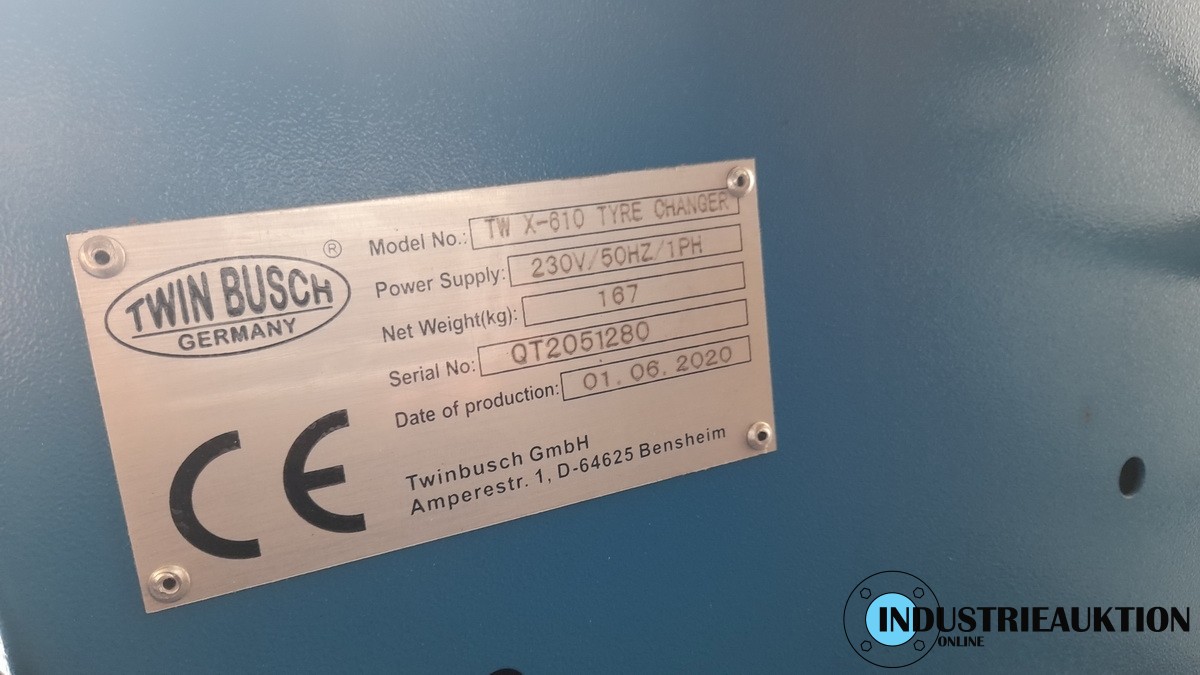 TWIN BUSCH ®
GERMANY
Model No.: TW X-610 TYRE CHANGER
Power Supply: 230V/50HZ/1PH
Net Weight(kg): 167
Serial No: QT2051280
Date of production: 01.06.2020
CE
Twinbusch GmbH
Amperestr. 1, D-64625 Bensheim
INDUSTRIEAUKTION
ONLINE